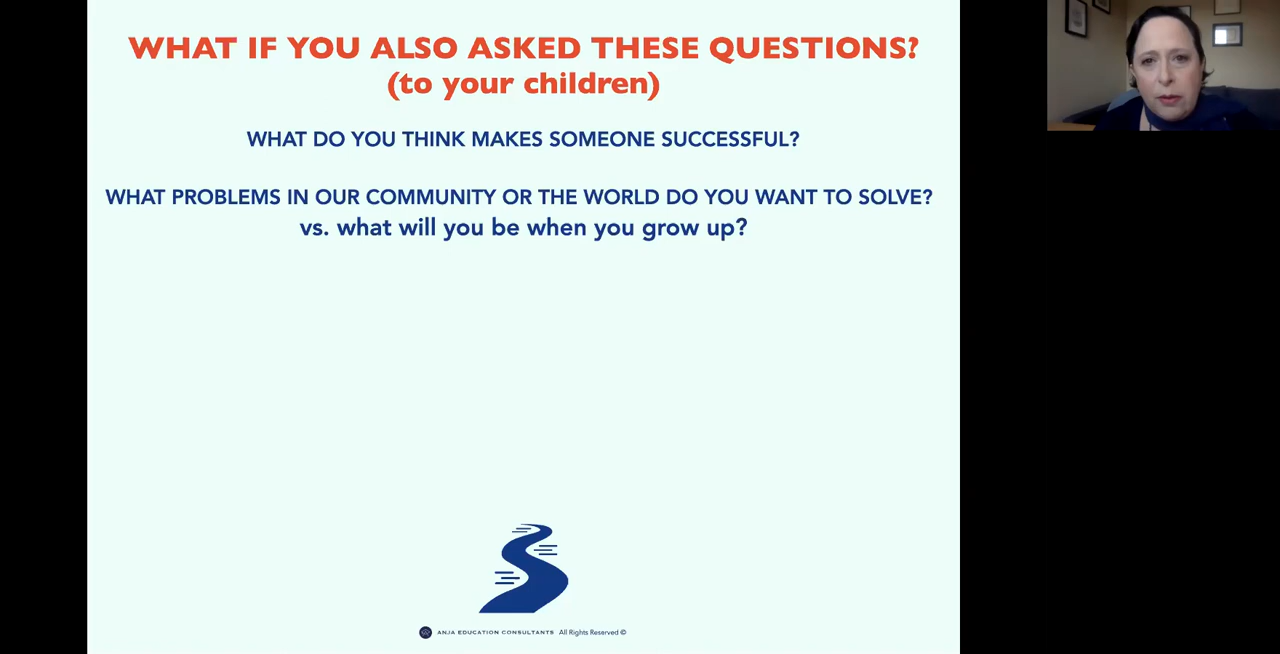 WHAT IF YOU ALSO ASKED THESE QUESTIONS?
(to your children)
WHAT DO YOU THINK MAKES SOMEONE SUCCESSFUL?
WHAT PROBLEMS IN OUR COMMUNITY OR THE WORLD DO YOU WANT TO SOLVE?
vs. what will you be when you grow up?
ANJA EDUCATION CONSULTANTS All Rights Reserved ©